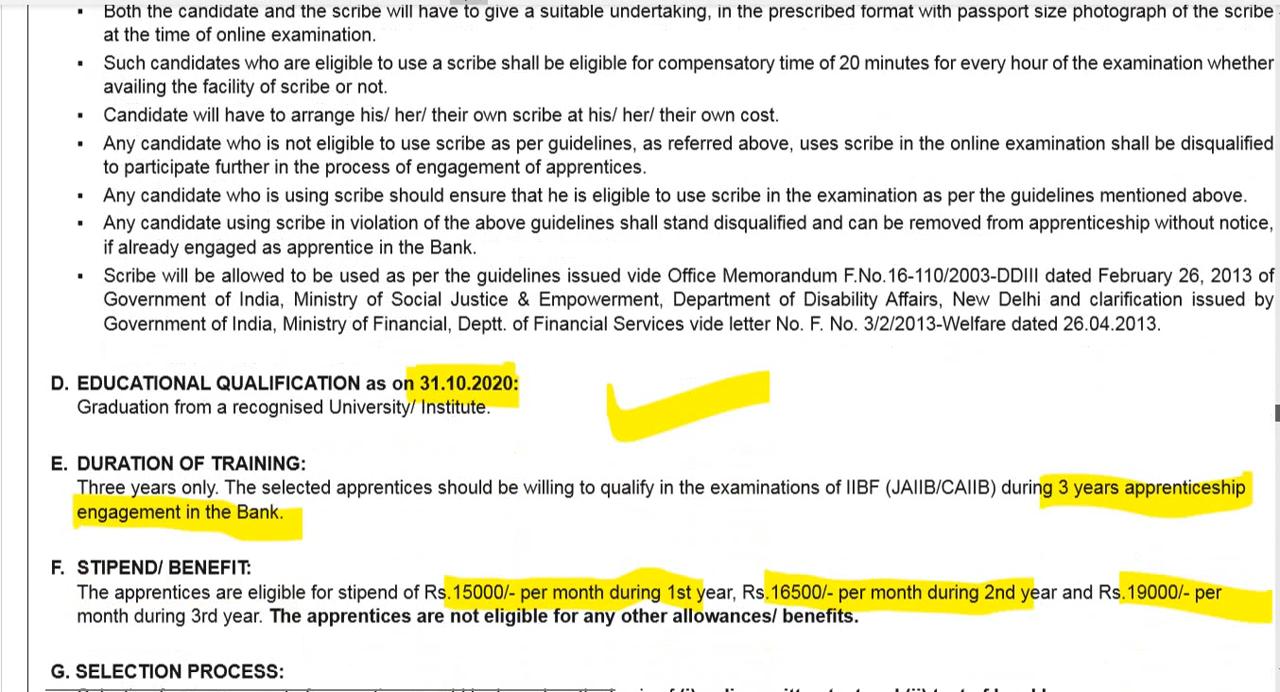 ▪ Both the candidate and the scribe will have to give a suitable undertaking, in the prescribed format with passport size photograph of the scribe
at the time of online examination.
▪ Such candidates who are eligible to use a scribe shall be eligible for compensatory time of 20 minutes for every hour of the examination whether
availing the facility of scribe or not.
▪ Candidate will have to arrange his/ her/ their own scribe at his/ her/ their own cost.
▪ Any candidate who is not eligible to use scribe as per guidelines, as referred above, uses scribe in the online examination shall be disqualified
to participate further in the process of engagement of apprentices.
▪ Any candidate who is using scribe should ensure that he is eligible to use scribe in the examination as per the guidelines mentioned above.
▪ Any candidate using scribe in violation of the above guidelines shall stand disqualified and can be removed from apprenticeship without notice,
if already engaged as apprentice in the Bank.
▪ Scribe will be allowed to be used as per the guidelines issued vide Office Memorandum F.No.16-110/2003-DDIII dated February 26, 2013 of
Government of India, Ministry of Social Justice & Empowerment, Department of Disability Affairs, New Delhi and clarification issued by
Government of India, Ministry of Financial, Deptt. of Financial Services vide letter No. F. No. 3/2/2013-Welfare dated 26.04.2013.
D. EDUCATIONAL QUALIFICATION as on 31.10.2020:
Graduation from a recognised University/ Institute.
E. DURATION OF TRAINING:
Three years only. The selected apprentices should be willing to qualify in the examinations of IIBF (JAIIB/CAIIB) during 3 years apprenticeship
engagement in the Bank.
F. STIPEND/ BENEFIT:
The apprentices are eligible for stipend of Rs.15000/- per month during 1st year, Rs.16500/- per month during 2nd year and Rs.19000/- per
month during 3rd year. The apprentices are not eligible for any other allowances/ benefits.
G. SELECTION PROCESS: